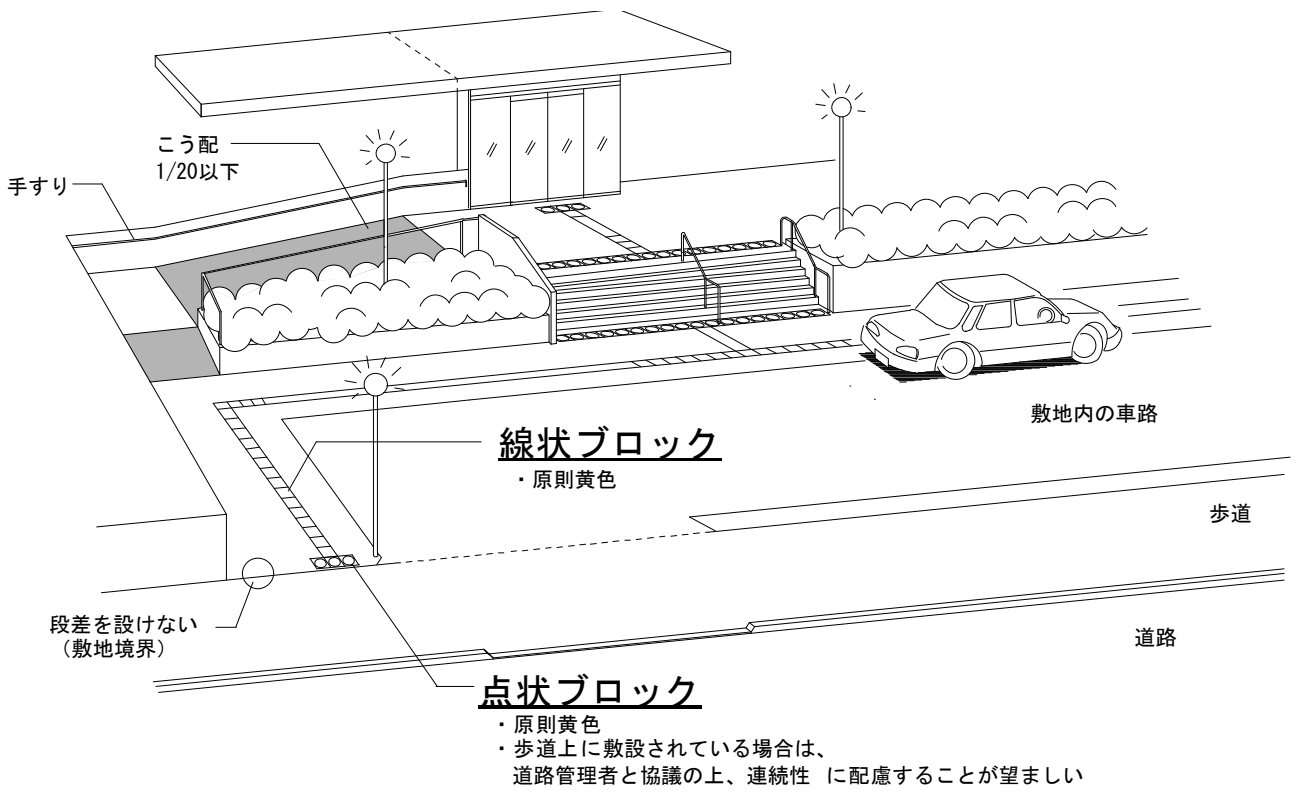 こう配
1/20以下
手すり
線状ブロック
・原則黄色
敷地内の車路
歩道
段差を設けない
（敷地境界）
道路
点状ブロック
・原則黄色
・歩道上に敷設されている場合は、
道路管理者と協議の上、連続性 に配慮することが望ましい